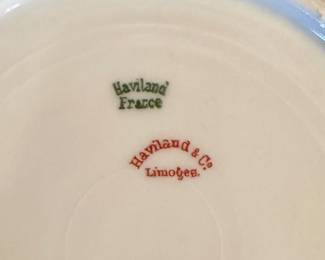 Haviland
France
Haviland & Co
Limoges.